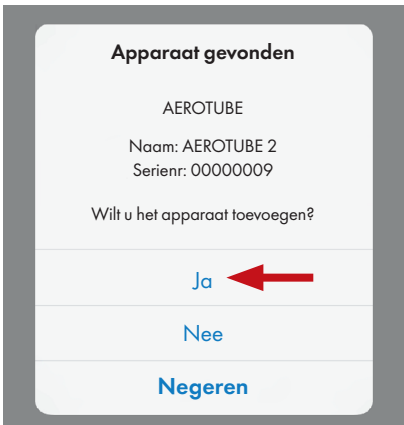 Apparaat gevonden
AEROTUBE
Naam: AEROTUBE 2
Serienr: 00000009
Wilt u het apparaat toevoegen?
Ja
Nee
Negeren